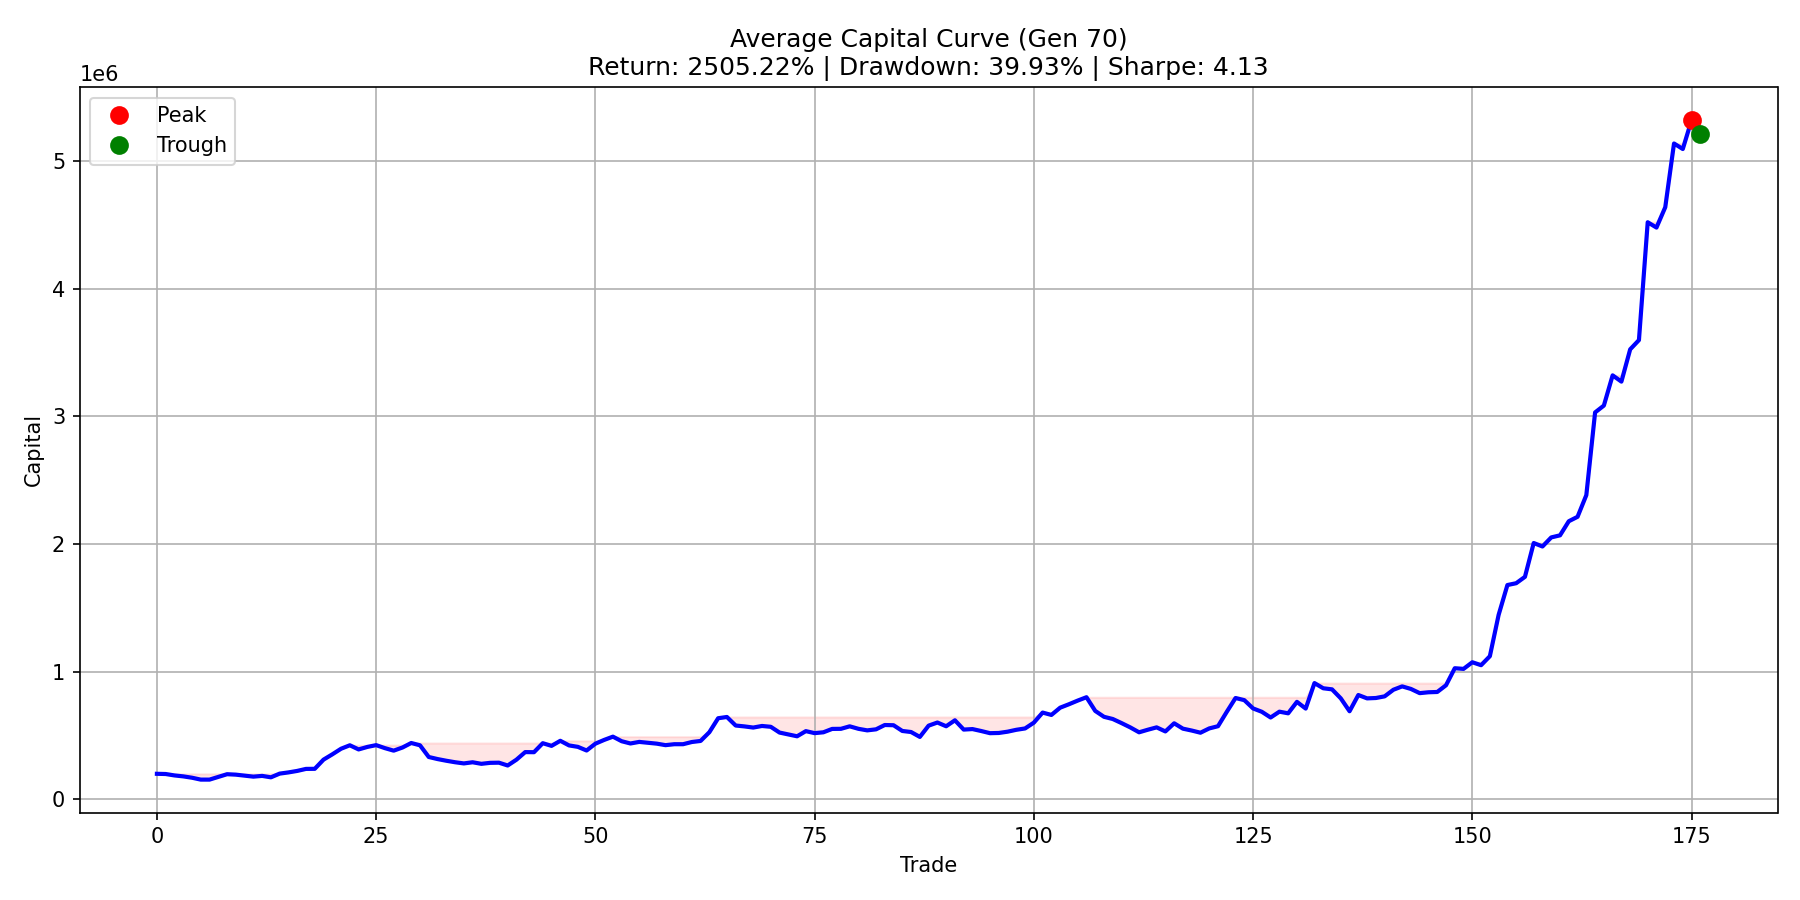 Average Capital Curve (Gen 70)
Return: 2505.22% | Drawdown: 39.93% | Sharpe: 4.13
1e6
Peak
Trough
5
4
3
2
1
0
Capital
0 25 50 75 100 125 150 175
Trade